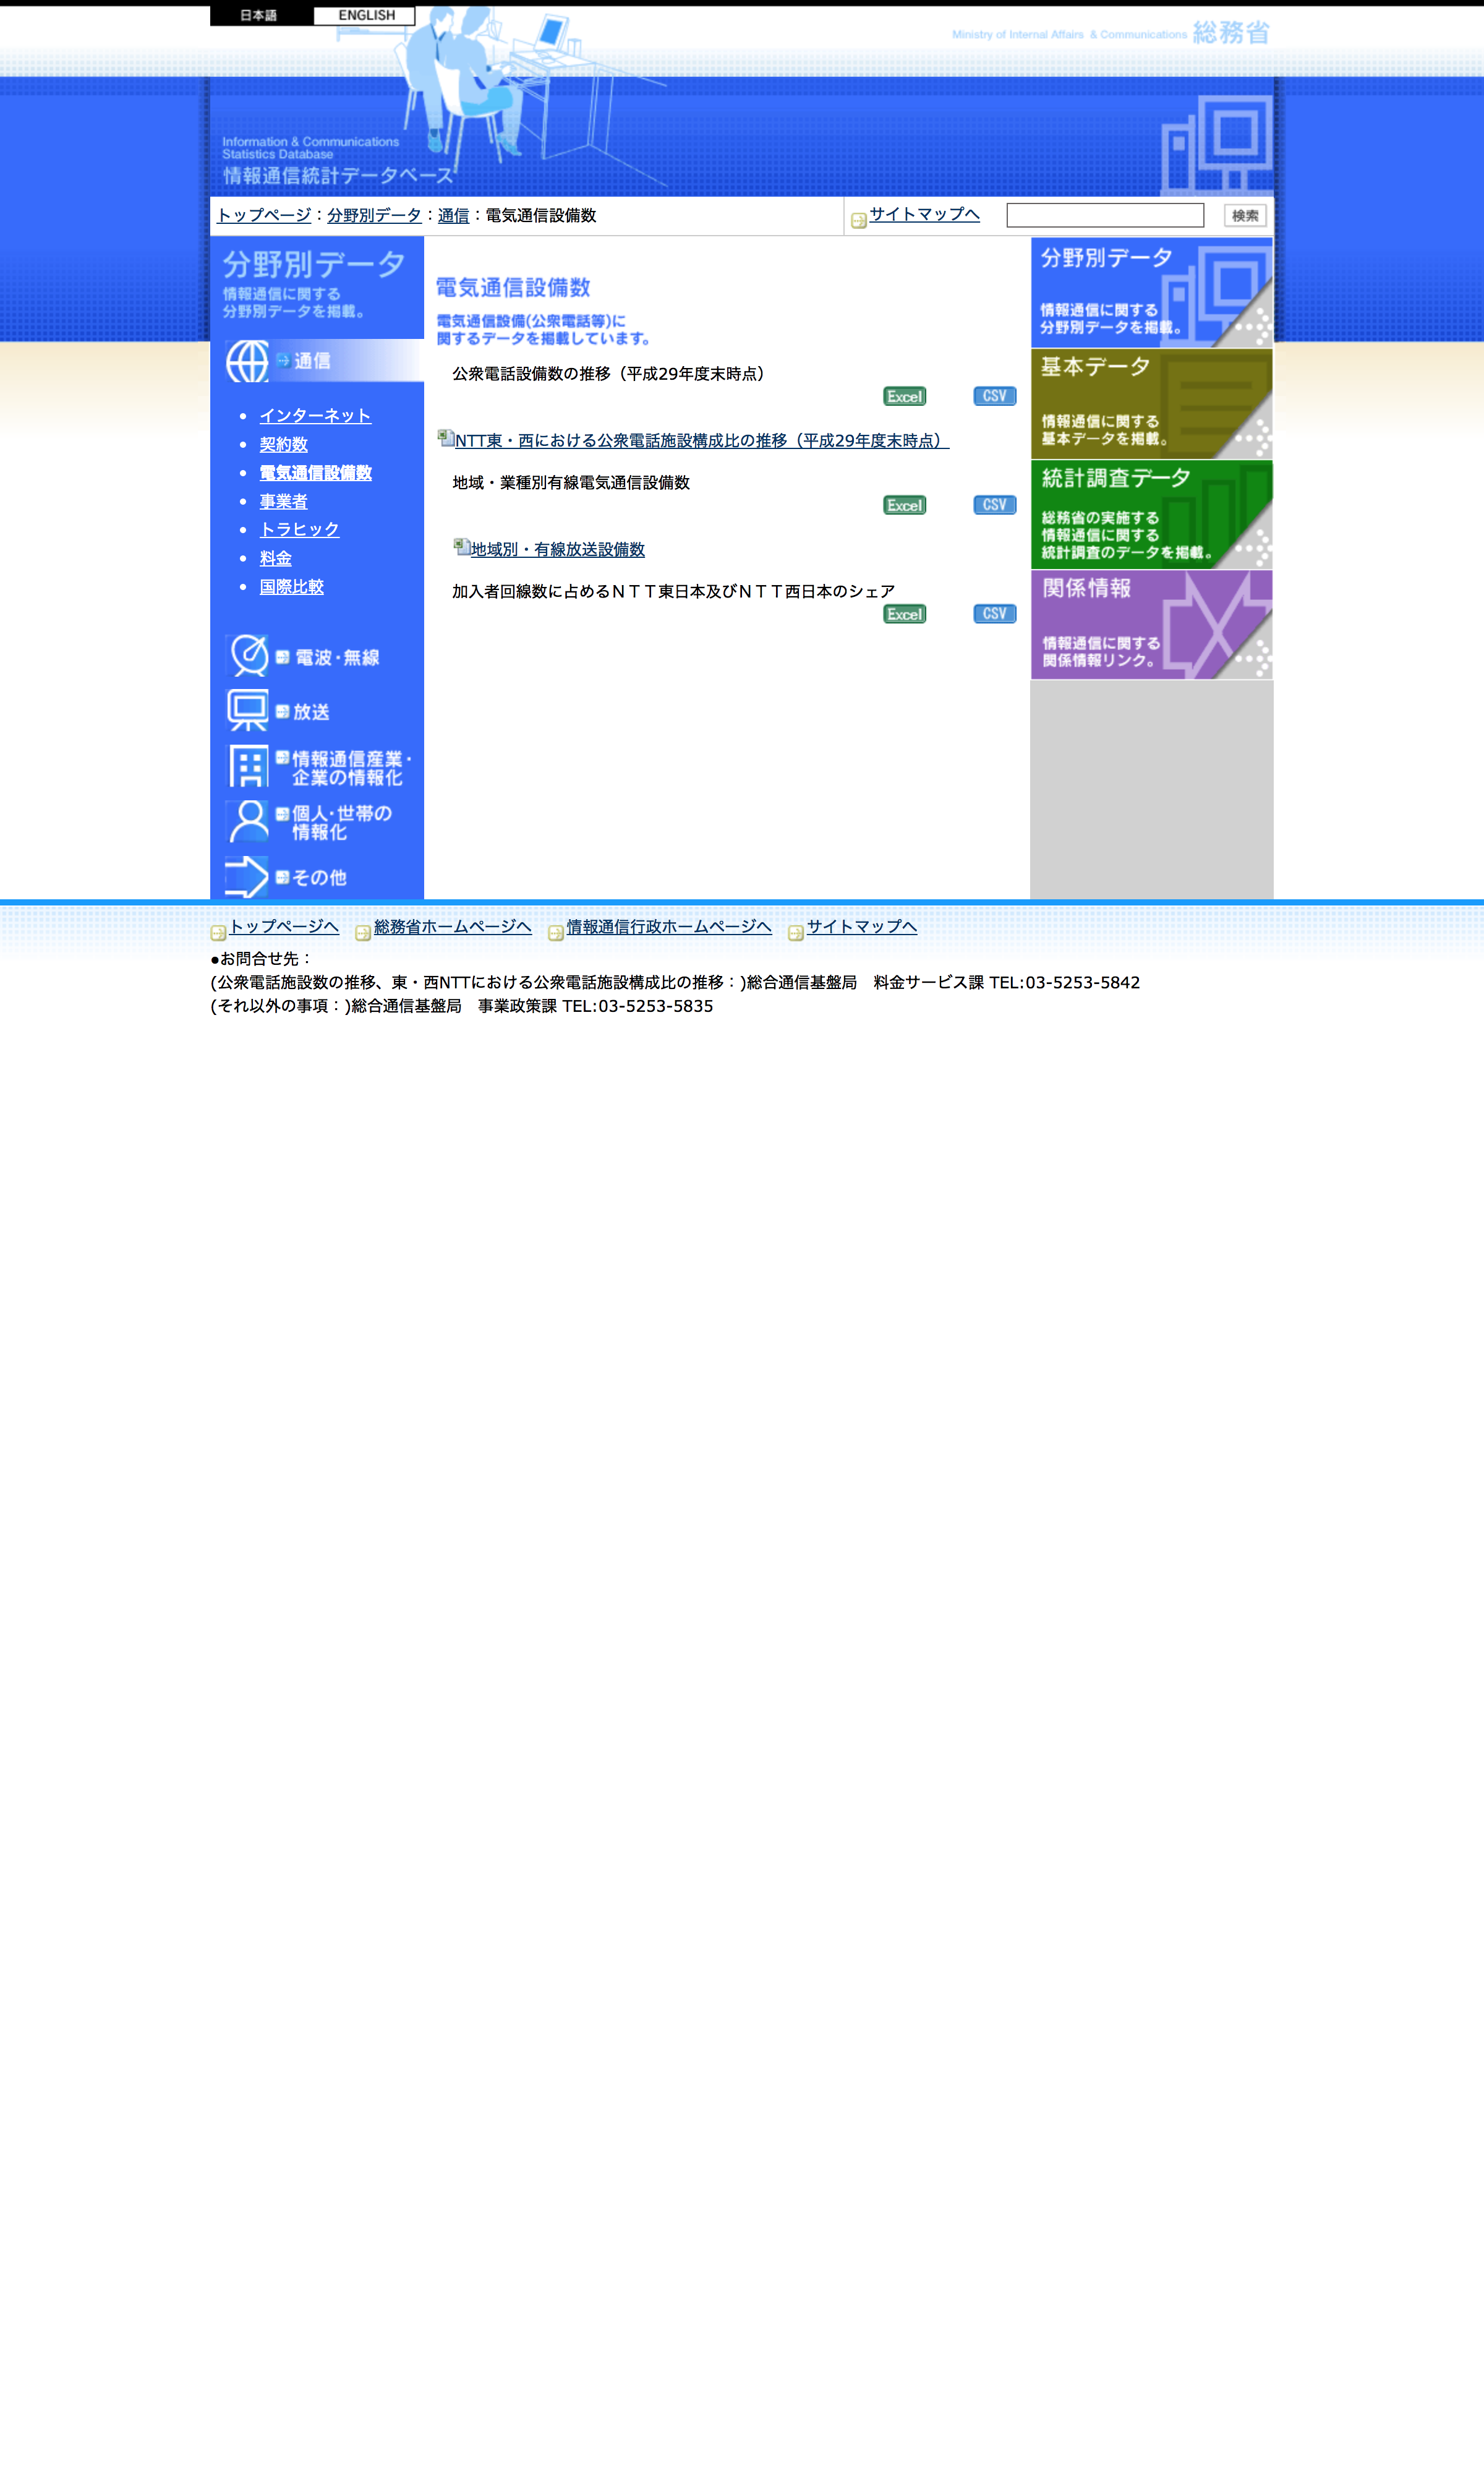 日本語
ENGLISH
Ministry of Internal Affairs & Communications 総務省
Information & Communications
Statistics Database
情報通信統計データベース
トップページ：分野別データ：通信：電気通信設備数
サイトマップへ
検索
分野別データ
情報通信に関する
分野別データを掲載。
通信
インターネット
契約数
電気通信設備数
事業者
トラヒック
料金
国際比較
電波・無線
放送
情報通信産業・
企業の情報化
個人・世帯の
情報化
その他
電気通信設備数
電気通信設備(公衆電話等)に
関するデータを掲載しています。
公衆電話設備数の推移（平成29年度末時点）
Excel CSV
NTT東・西における公衆電話施設構成比の推移（平成29年度末時点）
地域・業種別有線電気通信設備数
Excel CSV
地域別・有線放送設備数
加入者回線数に占めるＮＴＴ東日本及びＮＴＴ西日本のシェア
Excel CSV
分野別データ
情報通信に関する
分野別データを掲載。
基本データ
情報通信に関する
基本データを掲載。
統計調査データ
総務省の実施する
情報通信に関する
統計調査のデータを掲載。
関係情報
情報通信に関する
関係情報リンク。
トップページへ 総務省ホームページへ 情報通信行政ホームページへ サイトマップへ
●お問合せ先：
(公衆電話施設数の推移、東・西NTTにおける公衆電話施設構成比の推移：)総合通信基盤局　料金サービス課 TEL:03-5253-5842
(それ以外の事項：)総合通信基盤局　事業政策課 TEL:03-5253-5835